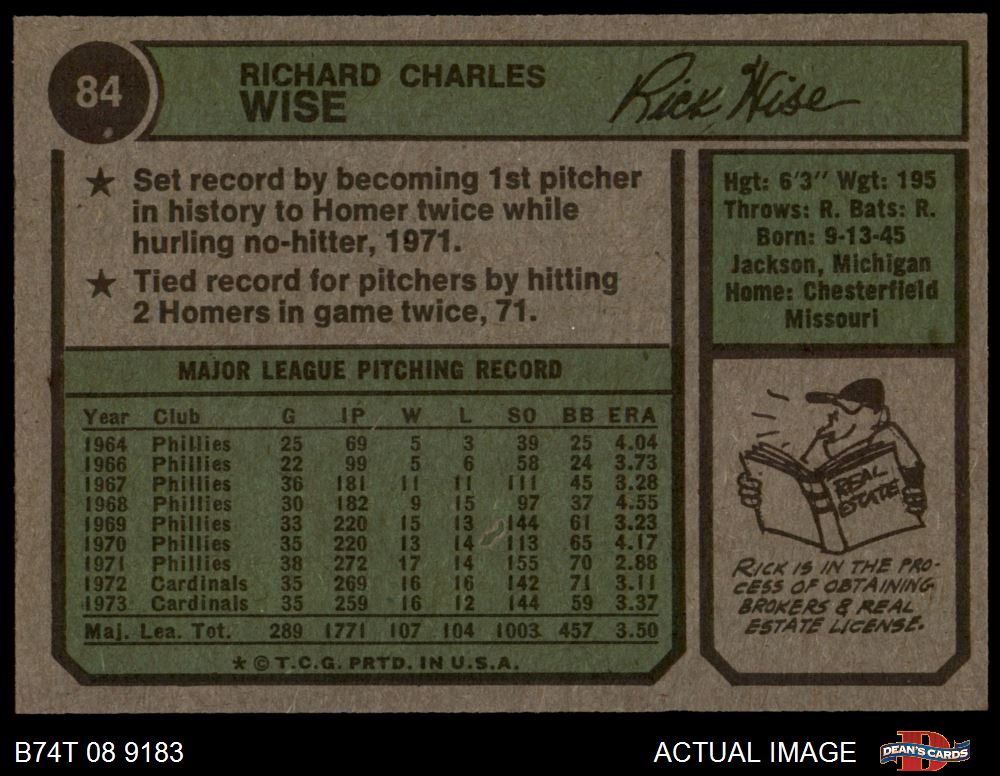 84
RICHARD CHARLES
WISE
Rick Wise
★ Set record by becoming 1st pitcher
in history to Homer twice while
hurling no-hitter, 1971.
★ Tied record for pitchers by hitting
2 Homers in game twice, 71.
Hgt: 6'3" Wgt: 195
Throws: R. Bats: R.
Born: 9-13-45
Jackson, Michigan
Home: Chesterfield
Missouri
MAJOR LEAGUE PITCHING RECORD
Year Club G IP W L SO BB ERA
1964 Phillies 25 69 5 3 39 25 4.04
1966 Phillies 22 99 5 6 58 24 3.73
1967 Phillies 36 181 11 11 111 45 3.28
1968 Phillies 30 182 9 15 97 37 4.55
1969 Phillies 33 220 15 13 144 61 3.23
1970 Phillies 35 220 13 14 113 65 4.17
1971 Phillies 38 272 17 14 155 70 2.88
1972 Cardinals 35 269 16 16 142 71 3.11
1973 Cardinals 35 259 16 12 144 59 3.37
Maj. Lea. Tot. 289 1771 107 104 1003 457 3.50
★ © T.C.G. PRTD. IN U.S.A.
REAL
ESTATE
RICK IS IN THE PRO-
CESS OF OBTAINING
BROKERS & REAL
ESTATE LICENSE.
B74T 08 9183
ACTUAL IMAGE
D
DEAN'S CARDS